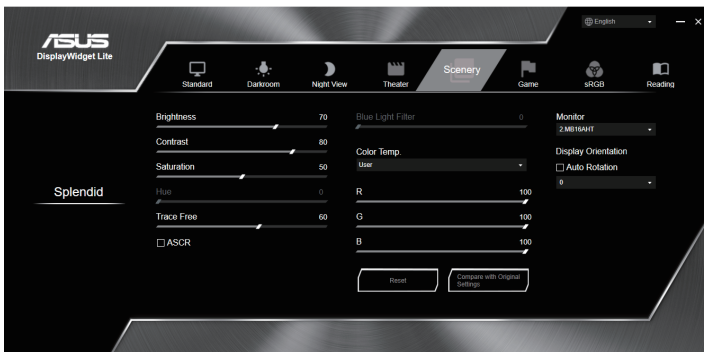 English
ASUS
DisplayWidget Lite
Standard
Darkroom
Night View
Theater
Scenery
Game
sRGB
Reading
Splendid
Brightness 70
Contrast 80
Saturation 50
Hue 0
Trace Free 60
ASCR
Blue Light Filter 0
Color Temp.
User
R 100
G 100
B 100
Reset
Compare with Original
Settings
Monitor
2.MB16AHT
Display Orientation
Auto Rotation
0